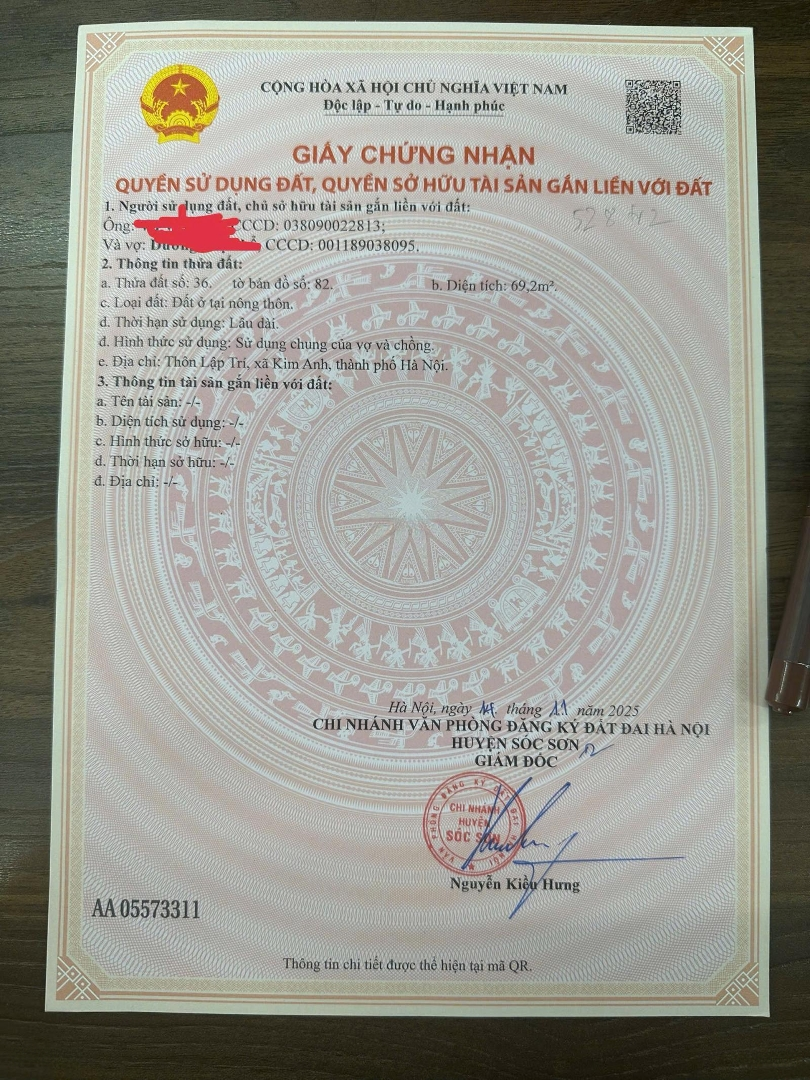 CỘNG HÒA XÃ HỘI CHỦ NGHĨA VIỆT NAM
Độc lập - Tự do - Hạnh phúc
GIẤY CHỨNG NHẬN
QUYỀN SỬ DỤNG ĐẤT, QUYỀN SỞ HỮU TÀI SẢN GẮN LIỀN VỚI ĐẤT
1. Người sử dụng đất, chủ sở hữu tài sản gắn liền với đất:
Ông: CCCD: 038090022813;
Và vợ: CCCD: 001189038095.
2. Thông tin thửa đất:
a. Thửa đất số: 36. tờ bản đồ số: 82. b. Diện tích: 69,2m².
c. Loại đất: Đất ở tại nông thôn.
d. Thời hạn sử dụng: Lâu dài.
đ. Hình thức sử dụng: Sử dụng chung của vợ và chồng.
e. Địa chỉ: Thôn Lập Trí, xã Kim Anh, thành phố Hà Nội.
3. Thông tin tài sản gắn liền với đất:
a. Tên tài sản: -/-
b. Diện tích sử dụng: -/-
c. Hình thức sở hữu: -/-
d. Thời hạn sở hữu: -/-
đ. Địa chỉ: -/-
Hà Nội, ngày tháng 11 năm 2025
CHI NHÁNH VĂN PHÒNG ĐĂNG KÝ ĐẤT ĐAI HÀ NỘI
HUYỆN SÓC SƠN
GIÁM ĐỐC
VĂN PHÒNG ĐĂNG KÝ ĐẤT ĐAI HÀ NỘI
CHI NHÁNH
HUYỆN
SÓC SƠN
Nguyễn Kiều Hưng
AA 05573311
Thông tin chi tiết được thể hiện tại mã QR.